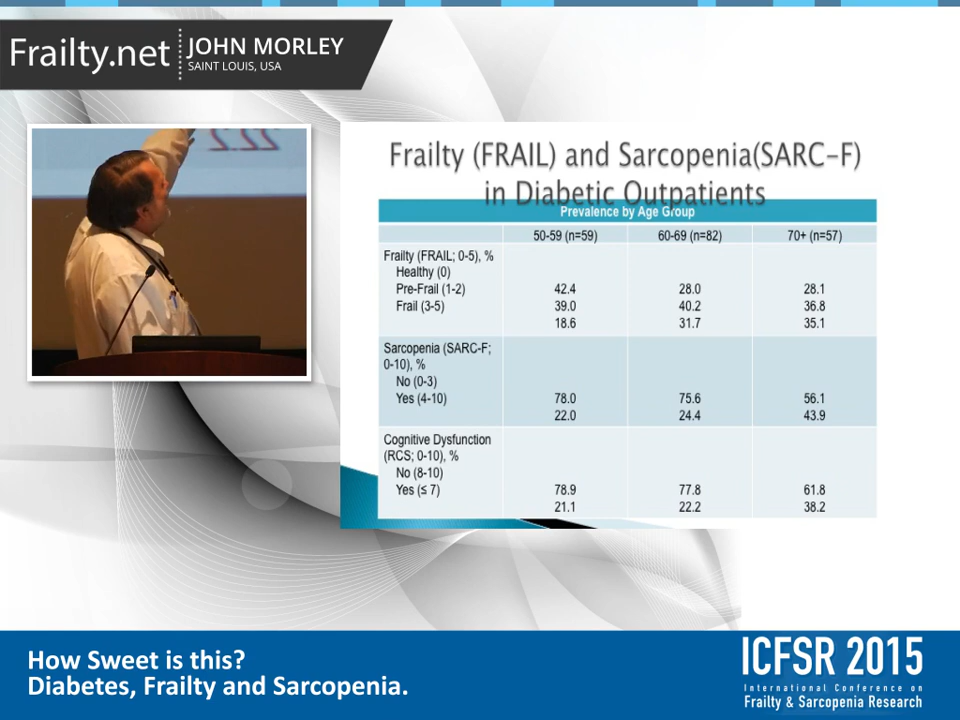 Frailty.net
JOHN MORLEY
SAINT LOUIS, USA
222
Frailty (FRAIL) and Sarcopenia(SARC-F)
in Diabetic Outpatients
Prevalence by Age Group
50-59 (n=59) 60-69 (n=82) 70+ (n=57)
Frailty (FRAIL; 0-5), %
Healthy (0)
Pre-Frail (1-2) 42.4 28.0 28.1
Frail (3-5) 39.0 40.2 36.8
18.6 31.7 35.1
Sarcopenia (SARC-F;
0-10), %
No (0-3)
Yes (4-10) 78.0 75.6 56.1
22.0 24.4 43.9
Cognitive Dysfunction
(RCS; 0-10), %
No (8-10)
Yes (≤ 7) 78.9 77.8 61.8
21.1 22.2 38.2
How Sweet is this?
Diabetes, Frailty and Sarcopenia.
ICFSR 2015
International Conference on
Frailty & Sarcopenia Research